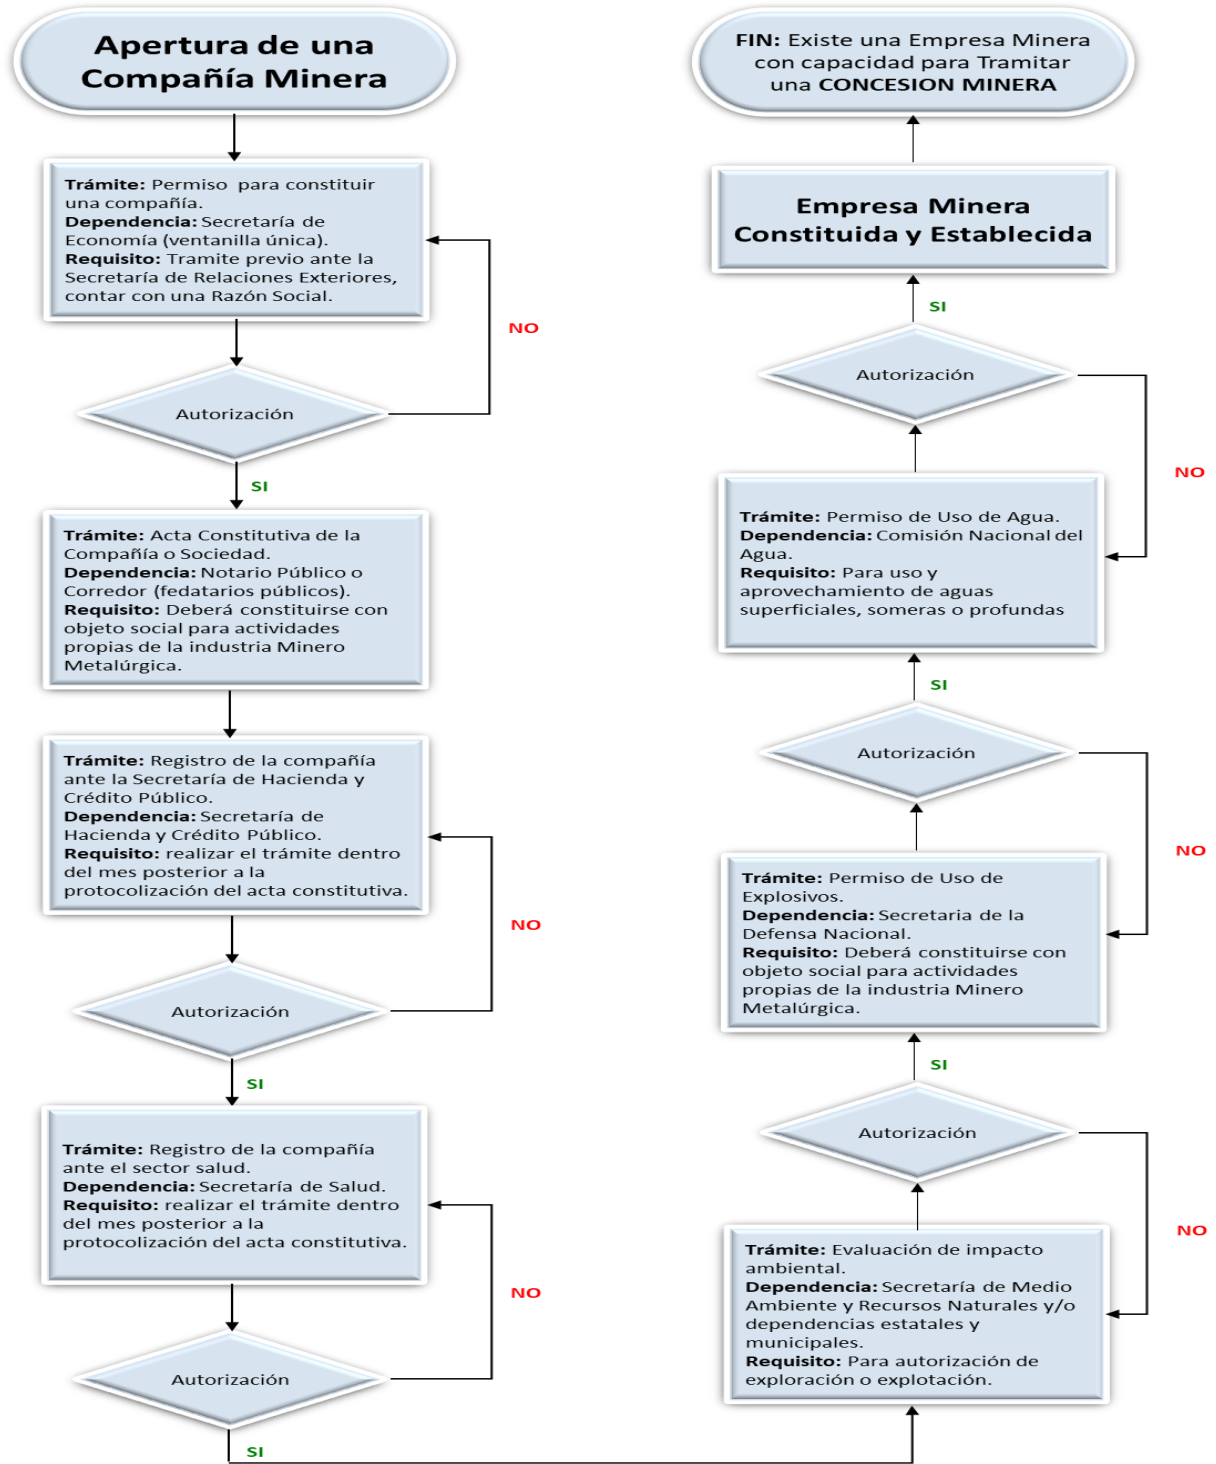 Apertura de una
Compañía Minera
Trámite: Permiso para constituir
una compañía.
Dependencia: Secretaría de
Economía (ventanilla única).
Requisito: Tramite previo ante la
Secretaría de Relaciones Exteriores,
contar con una Razón Social.
NO
Autorización
SI
Trámite: Acta Constitutiva de la
Compañía o Sociedad.
Dependencia: Notario Público o
Corredor (fedatarios públicos).
Requisito: Deberá constituirse con
objeto social para actividades
propias de la industria Minero
Metalúrgica.
Trámite: Registro de la compañía
ante la Secretaría de Hacienda y
Crédito Público.
Dependencia: Secretaría de
Hacienda y Crédito Público.
Requisito: realizar el trámite dentro
del mes posterior a la
protocolización del acta constitutiva.
NO
Autorización
SI
Trámite: Registro de la compañía
ante el sector salud.
Dependencia: Secretaría de Salud.
Requisito: realizar el trámite dentro
del mes posterior a la
protocolización del acta constitutiva.
NO
Autorización
SI
Trámite: Evaluación de impacto
ambiental.
Dependencia: Secretaría de Medio
Ambiente y Recursos Naturales y/o
dependencias estatales y
municipales.
Requisito: Para autorización de
exploración o explotación.
NO
Autorización
SI
Trámite: Permiso de Uso de
Explosivos.
Dependencia: Secretaria de la
Defensa Nacional.
Requisito: Deberá constituirse con
objeto social para actividades
propias de la industria Minero
Metalúrgica.
NO
Autorización
SI
Trámite: Permiso de Uso de Agua.
Dependencia: Comisión Nacional del
Agua.
Requisito: Para uso y
aprovechamiento de aguas
superficiales, someras o profundas
NO
Autorización
SI
Empresa Minera
Constituida y Establecida
FIN: Existe una Empresa Minera
con capacidad para Tramitar
una CONCESION MINERA